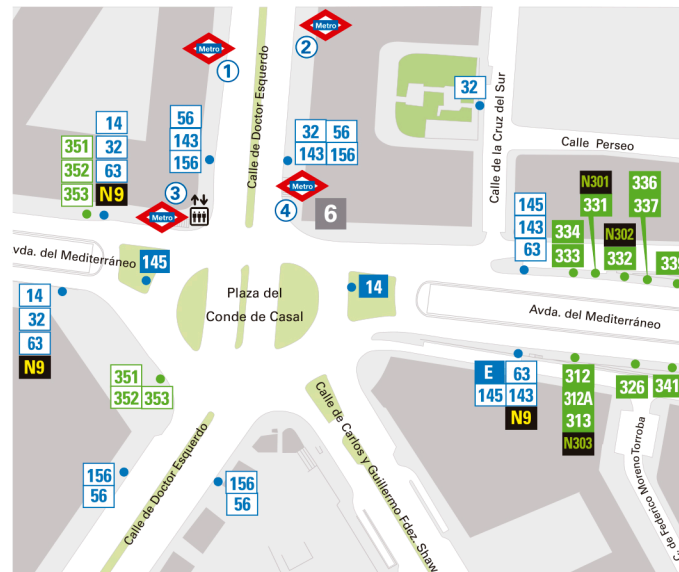 Metro
1
Metro
2
Calle de Doctor Esquerdo
32
Calle de la Cruz del Sur
Calle Perseo
14
351 32
352 63
353 N9
56
143
156
32 56
143 156
3
Metro
Metro
4
6
145
143
63
N301
331
336
337
334
333
N302
332
339
vda. del Mediterráneo
145
Plaza del
Conde de Casal
14
Avda. del Mediterráneo
14
32
63
N9
351
352 353
E 63
145 143
N9
312
312A
313
N303
326
341
Calle de Doctor Esquerdo
Calle de Carlos y Guillermo Fdez. Shaw
C. de Federico Moreno Torroba
156
56
156
56